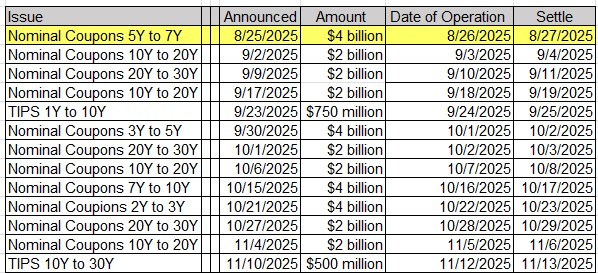 Issue Announced Amount Date of Operation Settle
Nominal Coupons 5Y to 7Y 8/25/2025 $4 billion 8/26/2025 8/27/2025
Nominal Coupons 10Y to 20Y 9/2/2025 $2 billion 9/3/2025 9/4/2025
Nominal Coupons 20Y to 30Y 9/9/2025 $2 billion 9/10/2025 9/11/2025
Nominal Coupons 10Y to 20Y 9/17/2025 $2 billion 9/18/2025 9/19/2025
TIPS 1Y to 10Y 9/23/2025 $750 million 9/24/2025 9/25/2025
Nominal Coupons 3Y to 5Y 9/30/2025 $4 billion 10/1/2025 10/2/2025
Nominal Coupons 20Y to 30Y 10/1/2025 $2 billion 10/2/2025 10/3/2025
Nominal Coupons 10Y to 20Y 10/6/2025 $2 billion 10/7/2025 10/8/2025
Nominal Coupons 7Y to 10Y 10/15/2025 $4 billion 10/16/2025 10/17/2025
Nominal Coupions 2Y to 3Y 10/21/2025 $4 billion 10/22/2025 10/23/2025
Nominal Coupons 20Y to 30Y 10/27/2025 $2 billion 10/28/2025 10/29/2025
Nominal Coupons 10Y to 20Y 11/4/2025 $2 billion 11/5/2025 11/6/2025
TIPS 10Y to 30Y 11/10/2025 $500 million 11/12/2025 11/13/2025